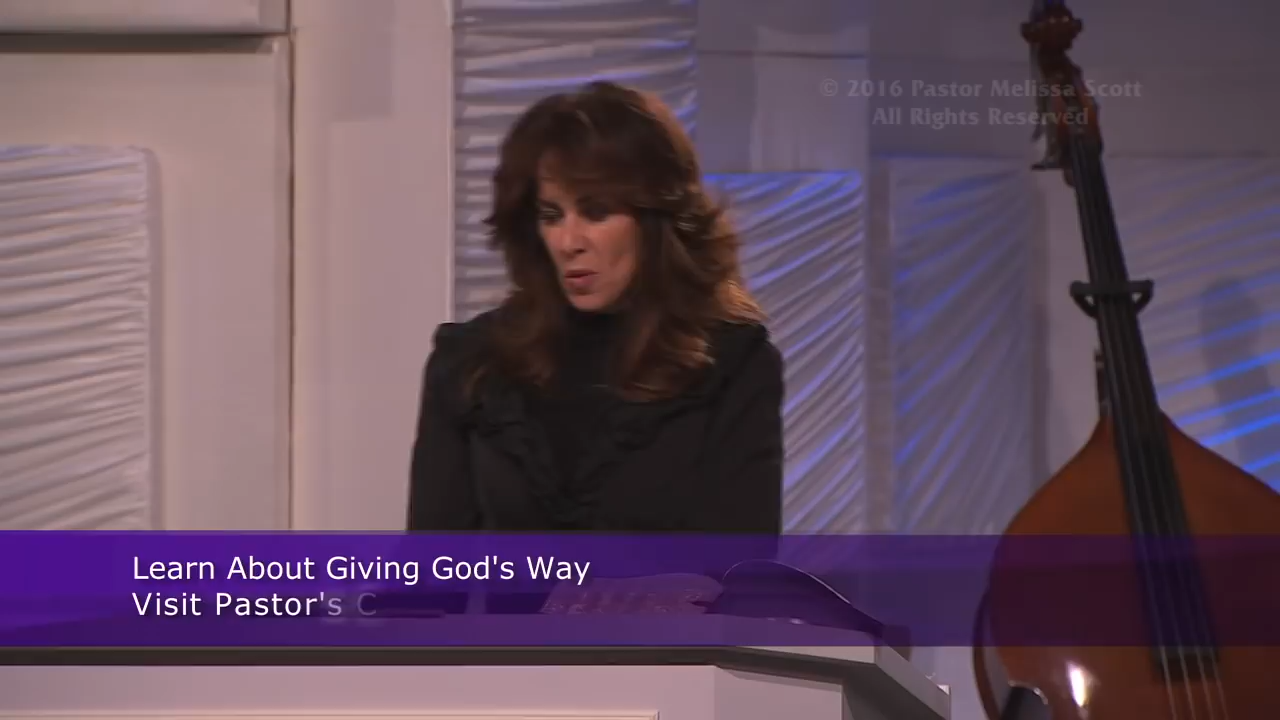 © 2016 Pastor Melissa Scott
All Rights Reserved
Learn About Giving God's Way
Visit Pastor's C